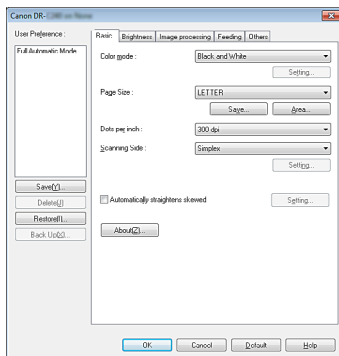 Canon DR-
User Preference :
Full Automatic Mode
Save(Y)...
Delete(J)
Restore(I)...
Back Up(X)...
Basic Brightness Image processing Feeding Others
Color mode : Black and White
Setting...
Page Size : LETTER
Save... Area...
Dots per inch : 300 dpi
Scanning Side : Simplex
Setting...
Automatically straightens skewed Setting...
About(Z)...
OK Cancel Default Help